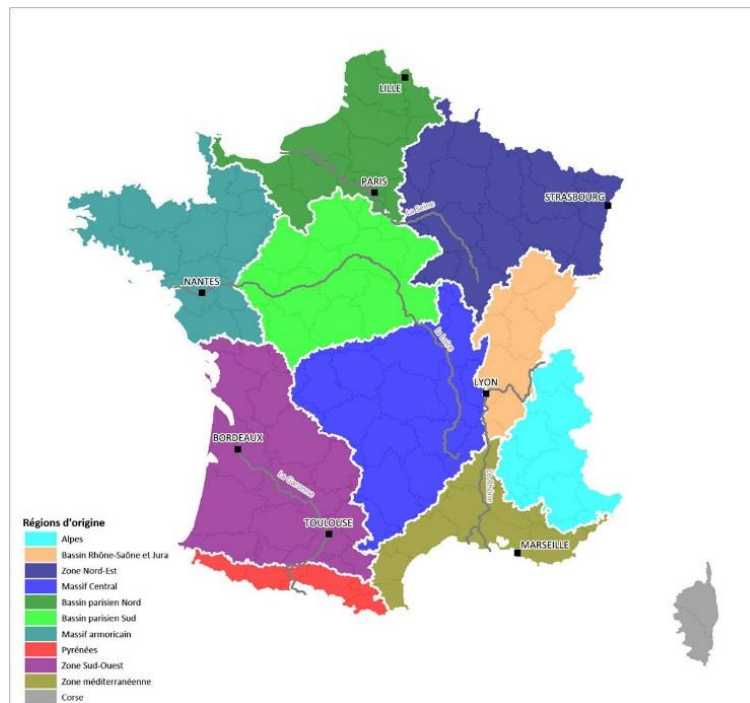 LILLE
PARIS
La Seine
STRASBOURG
NANTES
la Loire
LYON
BORDEAUX
La Garonne
Le Rhône
TOULOUSE
MARSEILLE
Régions d'origine
Alpes
Bassin Rhône-Saône et Jura
Zone Nord-Est
Massif Central
Bassin parisien Nord
Bassin parisien Sud
Massif armoricain
Pyrénées
Zone Sud-Ouest
Zone méditerranéenne
Corse